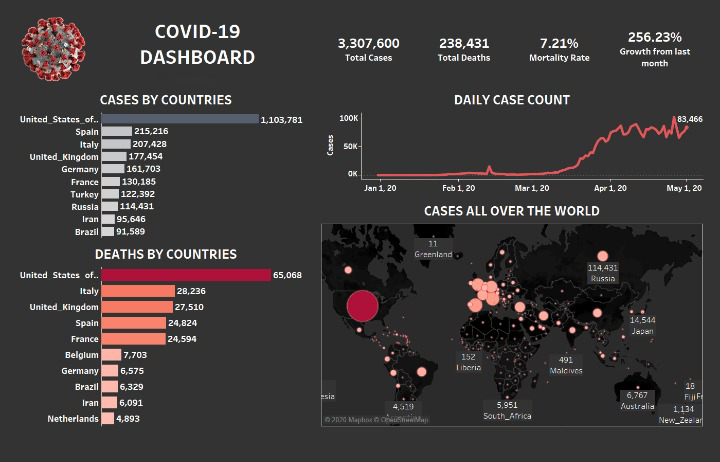 COVID-19
DASHBOARD
3,307,600
Total Cases
238,431
Total Deaths
7.21%
Mortality Rate
256.23%
Growth from last
month
CASES BY COUNTRIES
United_States_of.. 1,103,781
Spain 215,216
Italy 207,428
United_Kingdom 177,454
Germany 161,703
France 130,185
Turkey 122,392
Russia 114,431
Iran 95,646
Brazil 91,589
DEATHS BY COUNTRIES
United_States_of.. 65,068
Italy 28,236
United_Kingdom 27,510
Spain 24,824
France 24,594
Belgium 7,703
Germany 6,575
Brazil 6,329
Iran 6,091
Netherlands 4,893
DAILY CASE COUNT
Cases
100K
50K
0K
83,466
Jan 1, 20 Feb 1, 20 Mar 1, 20 Apr 1, 20 May 1, 20
CASES ALL OVER THE WORLD
11
Greenland
114,431
Russia
14,544
Japan
152
Liberia
491
Maldives
esia
4,519
5,951
South_Africa
6,767
Australia
18
Fiji
1,134
New_Zealar
© 2020 Mapbox © OpenStreetMap